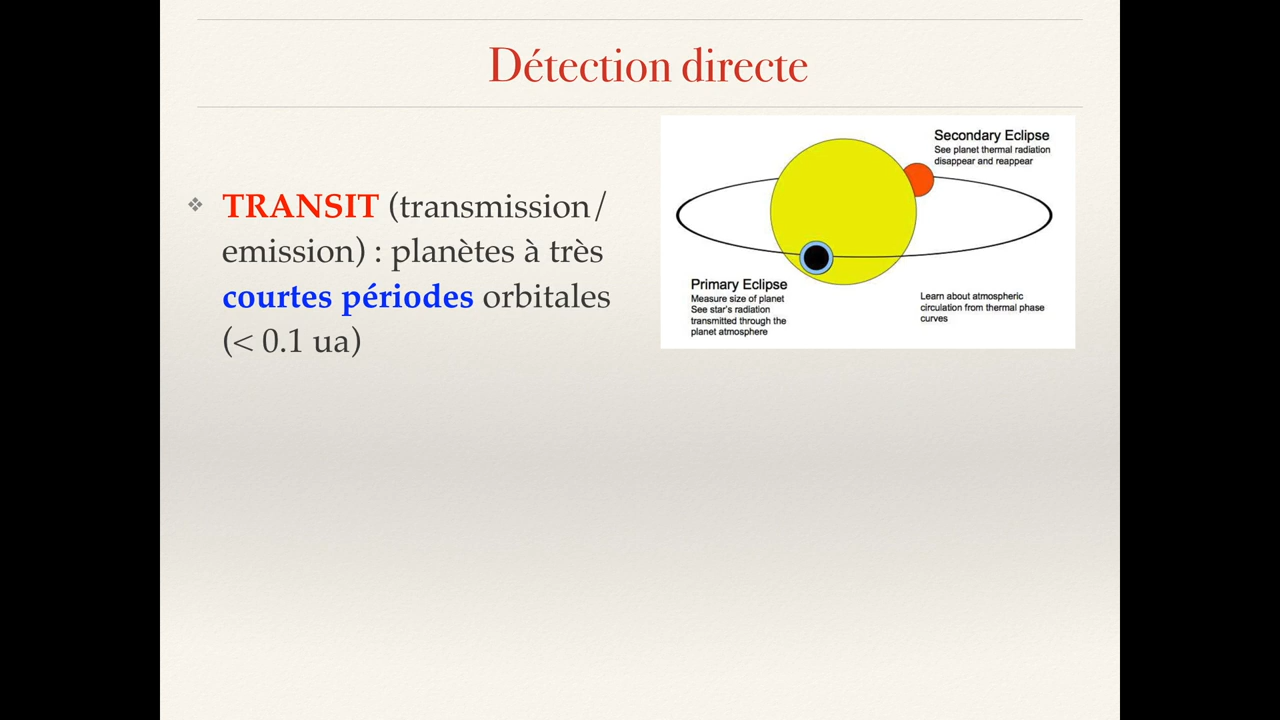 Détection directe
❖ TRANSIT (transmission/
emission) : planètes à très
courtes périodes orbitales
(< 0.1 ua)
Secondary Eclipse
See planet thermal radiation
disappear and reappear
Primary Eclipse
Measure size of planet
See star's radiation
transmitted through the
planet atmosphere
Learn about atmospheric
circulation from thermal phase
curves